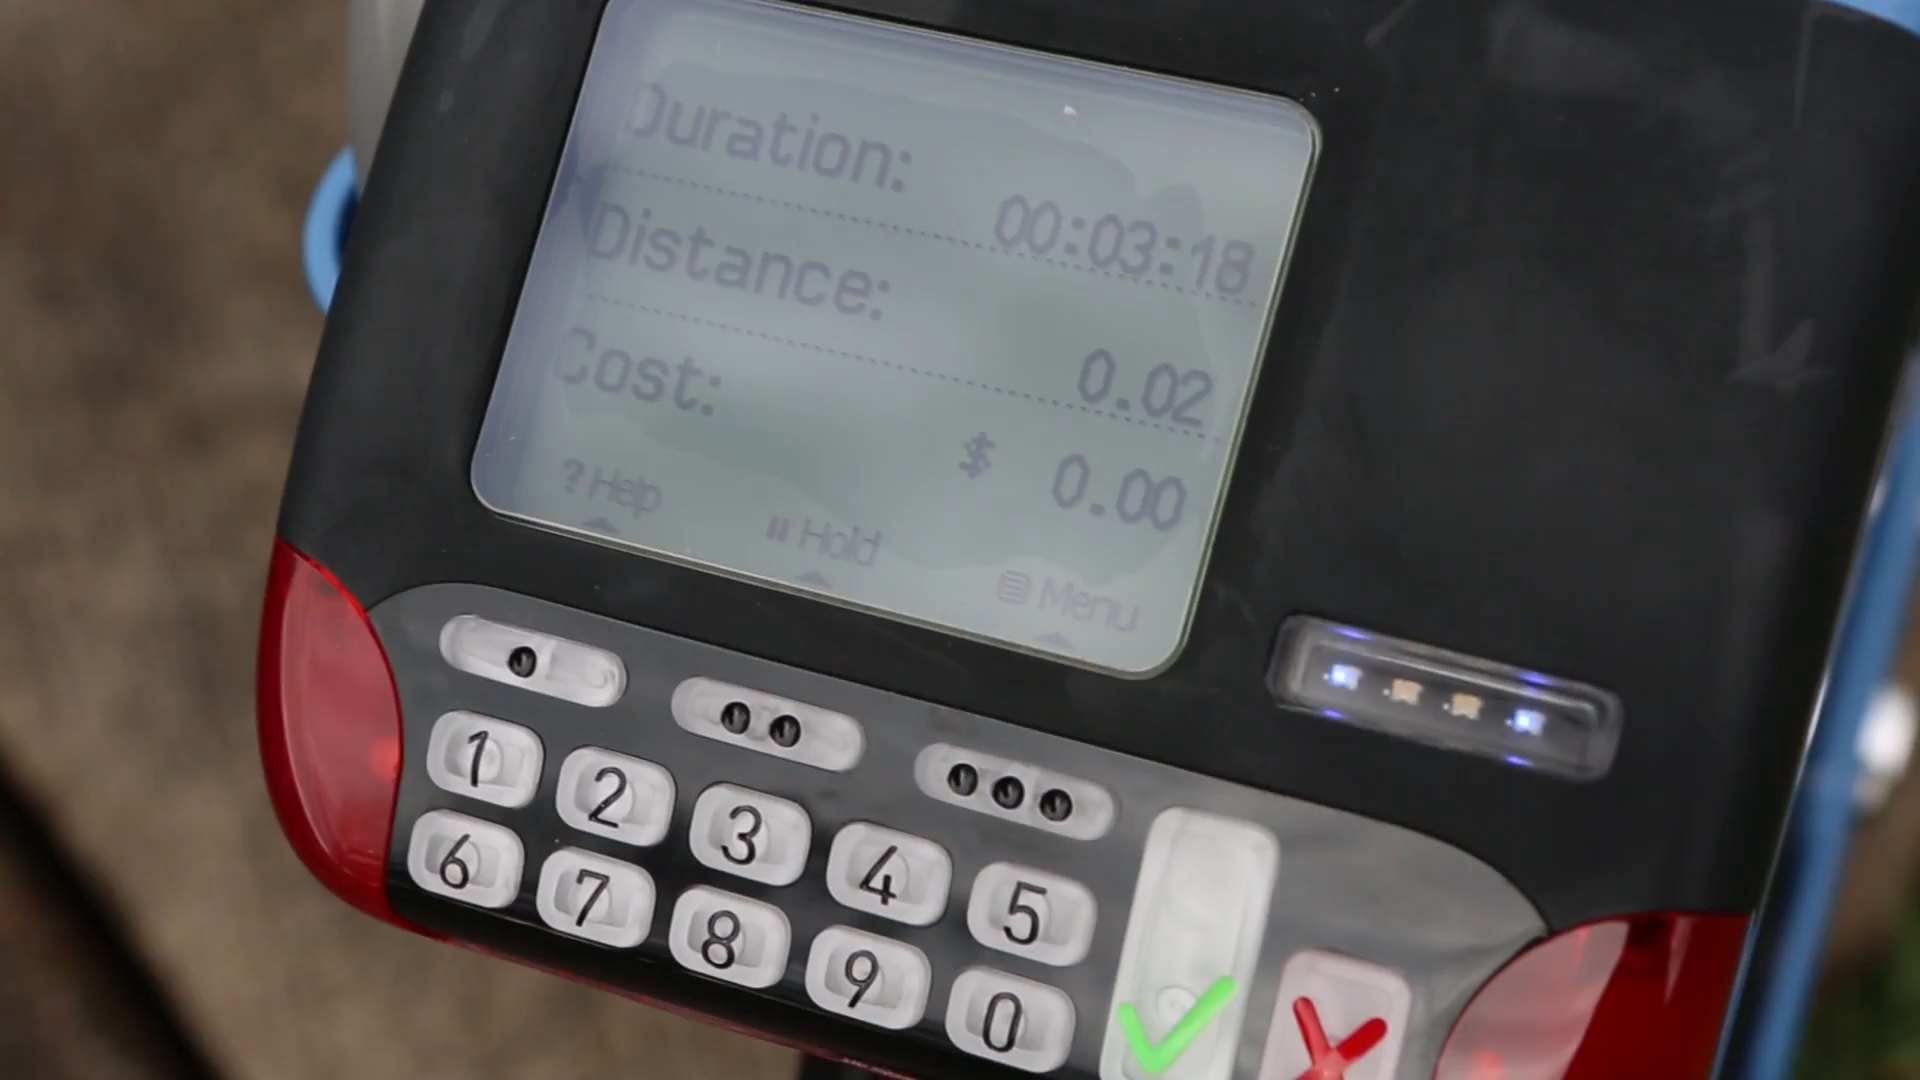 Duration:
00:03:18
Distance:
0.02
Cost:
$ 0.00
? Help
Hold
Menu
1 2 3 4 5
6 7 8 9 0